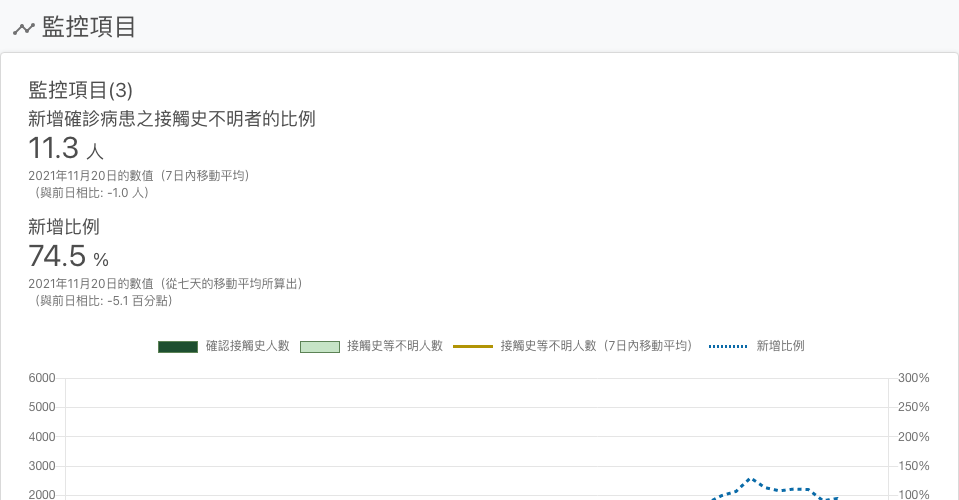 監控項目
監控項目(3)
新增確診病患之接觸史不明者的比例
11.3 人
2021年11月20日的數值（7日內移動平均）
（與前日相比: -1.0 人）
新增比例
74.5 %
2021年11月20日的數值（從七天的移動平均所算出）
（與前日相比: -5.1 百分點）
確認接觸史人數 接觸史等不明人數 接觸史等不明人數（7日內移動平均） 新增比例
6000 300%
5000 250%
4000 200%
3000 150%
2000 100%